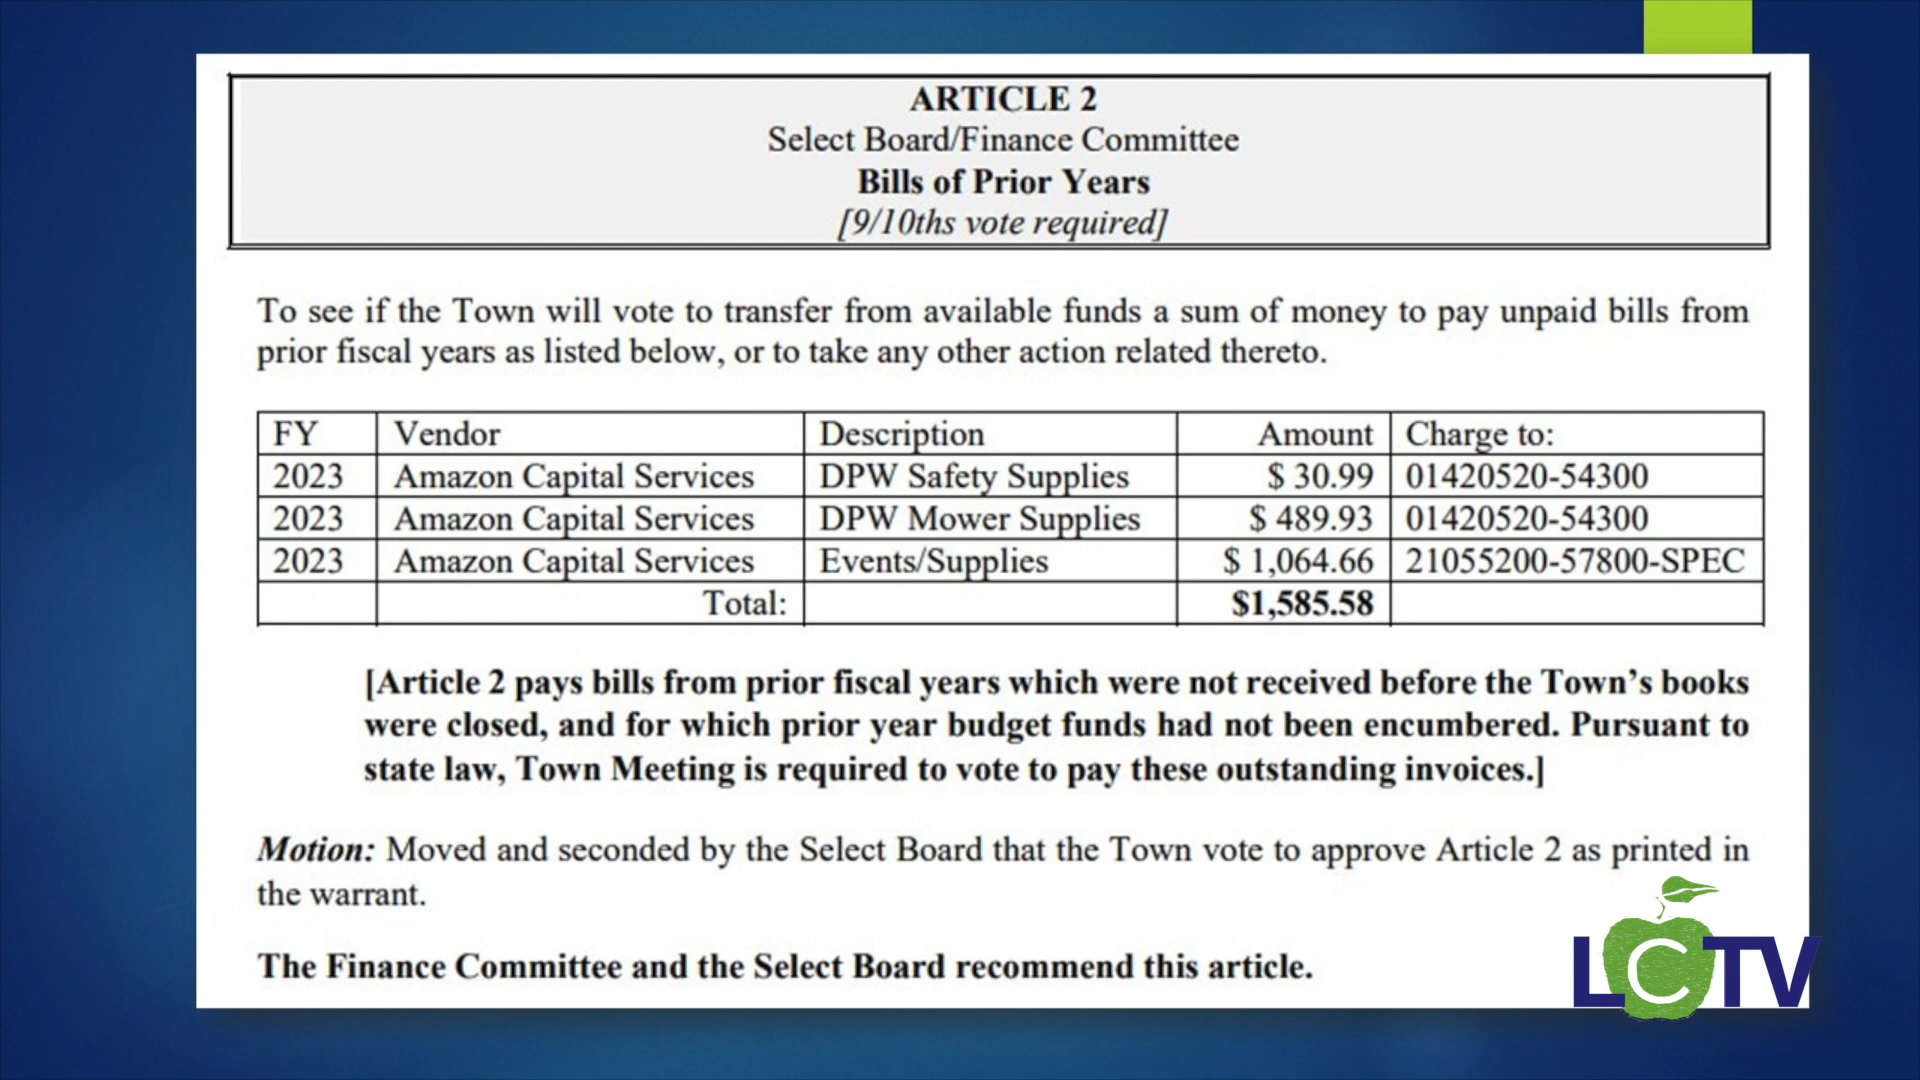 ARTICLE 2
Select Board/Finance Committee
Bills of Prior Years
[9/10ths vote required]
To see if the Town will vote to transfer from available funds a sum of money to pay unpaid bills from
prior fiscal years as listed below, or to take any other action related thereto.
FY Vendor Description Amount Charge to:
2023 Amazon Capital Services DPW Safety Supplies $ 30.99 01420520-54300
2023 Amazon Capital Services DPW Mower Supplies $ 489.93 01420520-54300
2023 Amazon Capital Services Events/Supplies $ 1,064.66 21055200-57800-SPEC
Total: $1,585.58
[Article 2 pays bills from prior fiscal years which were not received before the Town’s books
were closed, and for which prior year budget funds had not been encumbered. Pursuant to
state law, Town Meeting is required to vote to pay these outstanding invoices.]
Motion: Moved and seconded by the Select Board that the Town vote to approve Article 2 as printed in
the warrant.
The Finance Committee and the Select Board recommend this article.
LCTV